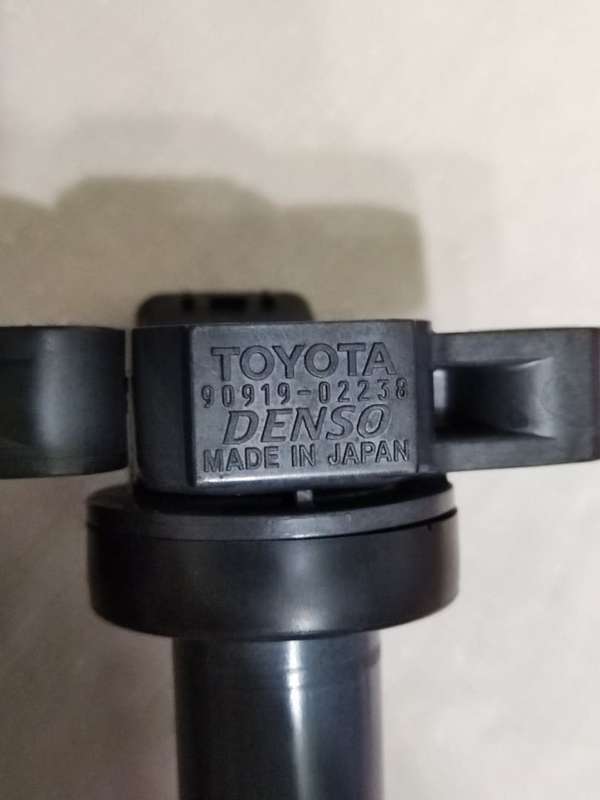 TOYOTA
90919-02238
DENSO
MADE IN JAPAN